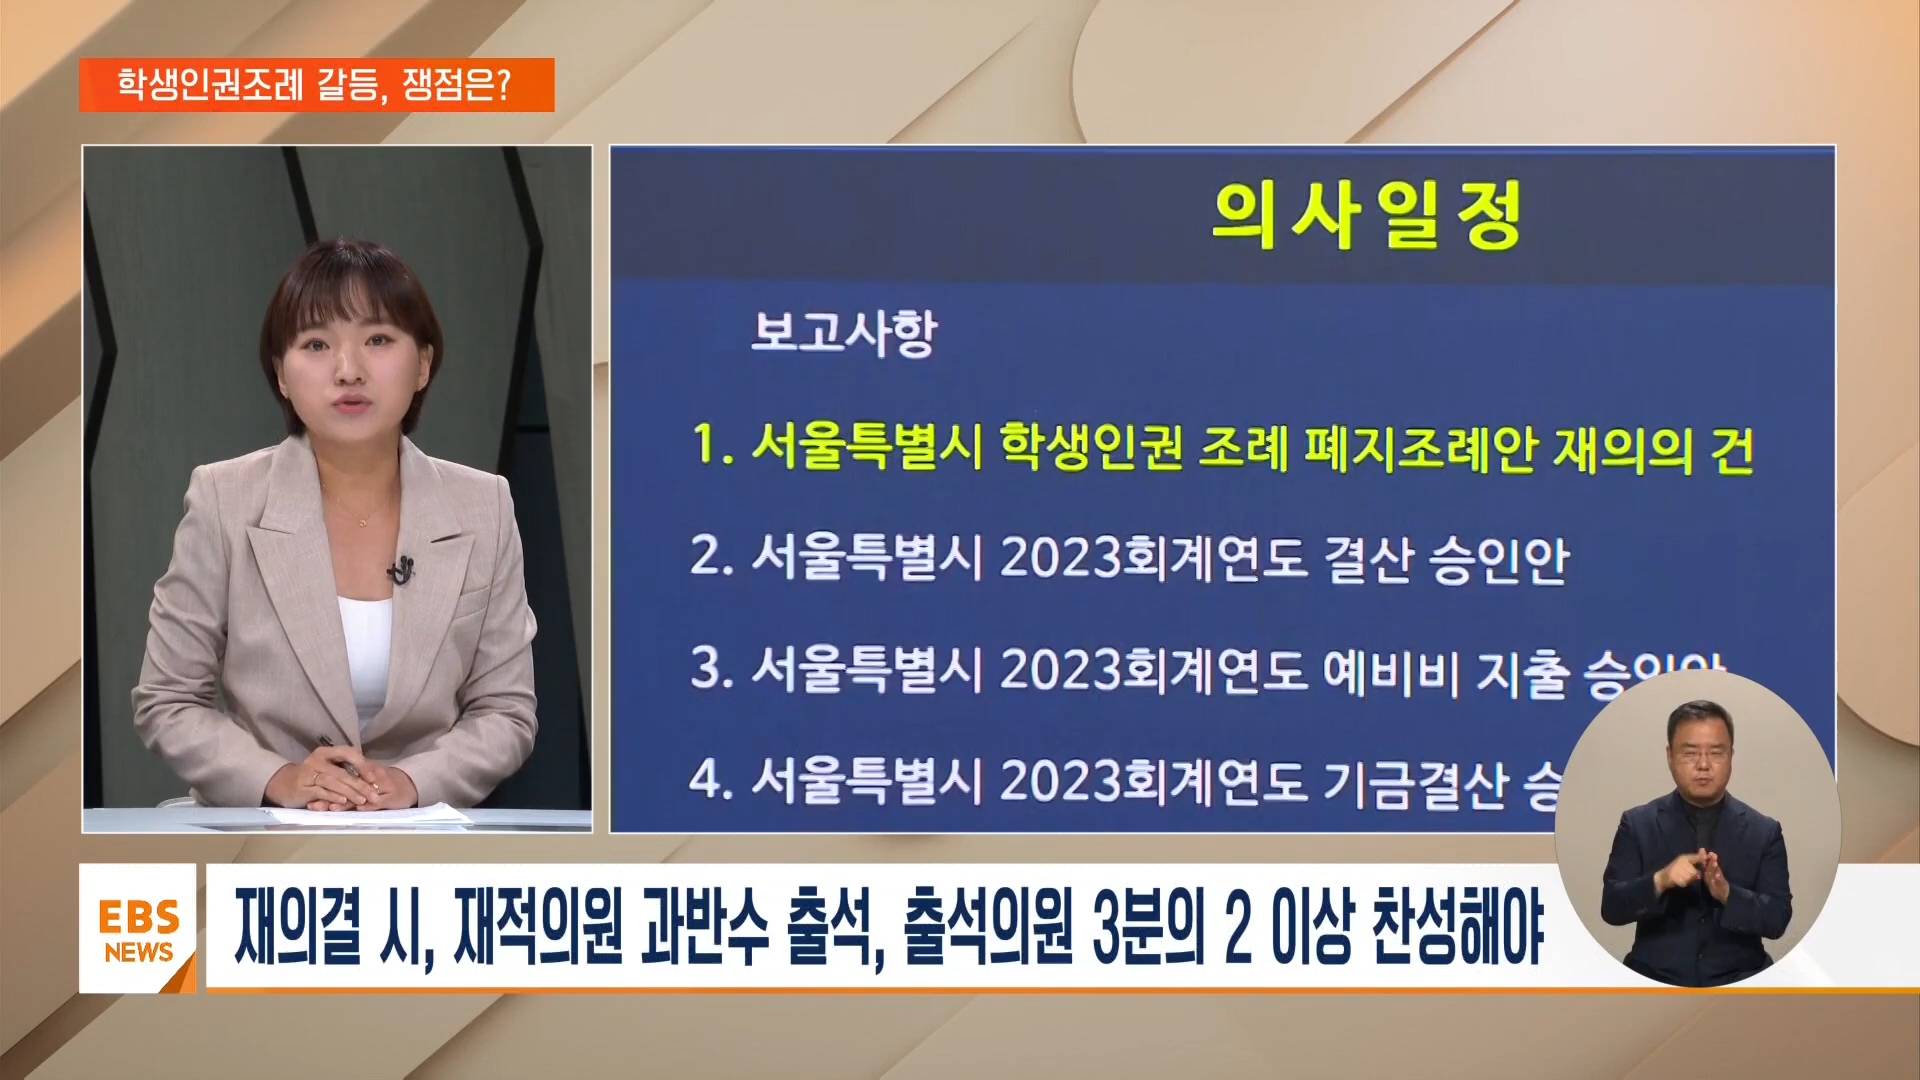 학생인권조례 갈등, 쟁점은?
의사일정
보고사항
1. 서울특별시 학생인권 조례 폐지조례안 재의의 건
2. 서울특별시 2023회계연도 결산 승인안
3. 서울특별시 2023회계연도 예비비 지출 승인안
4. 서울특별시 2023회계연도 기금결산 승
EBS
NEWS
재의결 시, 재적의원 과반수 출석, 출석의원 3분의 2 이상 찬성해야